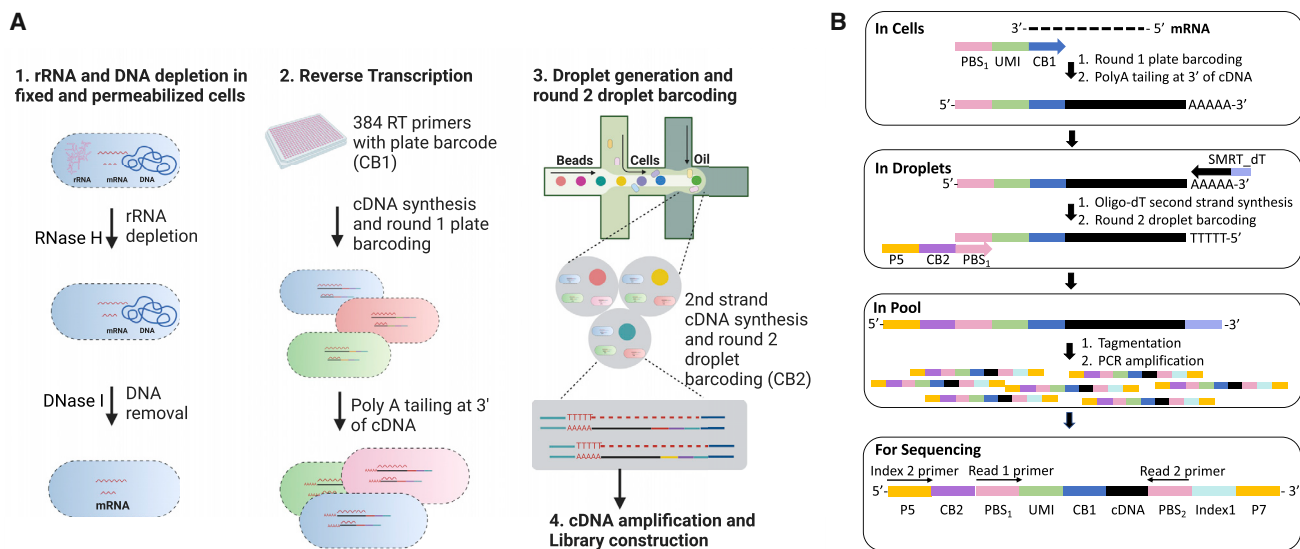 A
1. rRNA and DNA depletion in
fixed and permeabilized cells
rRNA mRNA DNA
RNase H
rRNA
depletion
mRNA DNA
DNase I
DNA
removal
mRNA
2. Reverse Transcription
384 RT primers
with plate barcode
(CB1)
cDNA synthesis
and round 1 plate
barcoding
Poly A tailing at 3'
of cDNA
3. Droplet generation and
round 2 droplet barcoding
Beads Cells Oil
2nd strand
cDNA synthesis
and round 2
droplet
barcoding (CB2)
TTTTT
AAAAA
TTTTT
AAAAA
4. cDNA amplification and
Library construction
B
In Cells
3’- - 5’ mRNA
PBS1 UMI CB1
1. Round 1 plate barcoding
2. PolyA tailing at 3’ of cDNA
5’- AAAAA-3’
In Droplets
SMRT_dT
5’- AAAAA-3’
1. Oligo-dT second strand synthesis
2. Round 2 droplet barcoding
TTTTT-5’
P5 CB2 PBS1
In Pool
5’- -3’
1. Tagmentation
2. PCR amplification
For Sequencing
Index 2 primer Read 1 primer Read 2 primer
5’- - 3’
P5 CB2 PBS1 UMI CB1 cDNA PBS2 Index1 P7